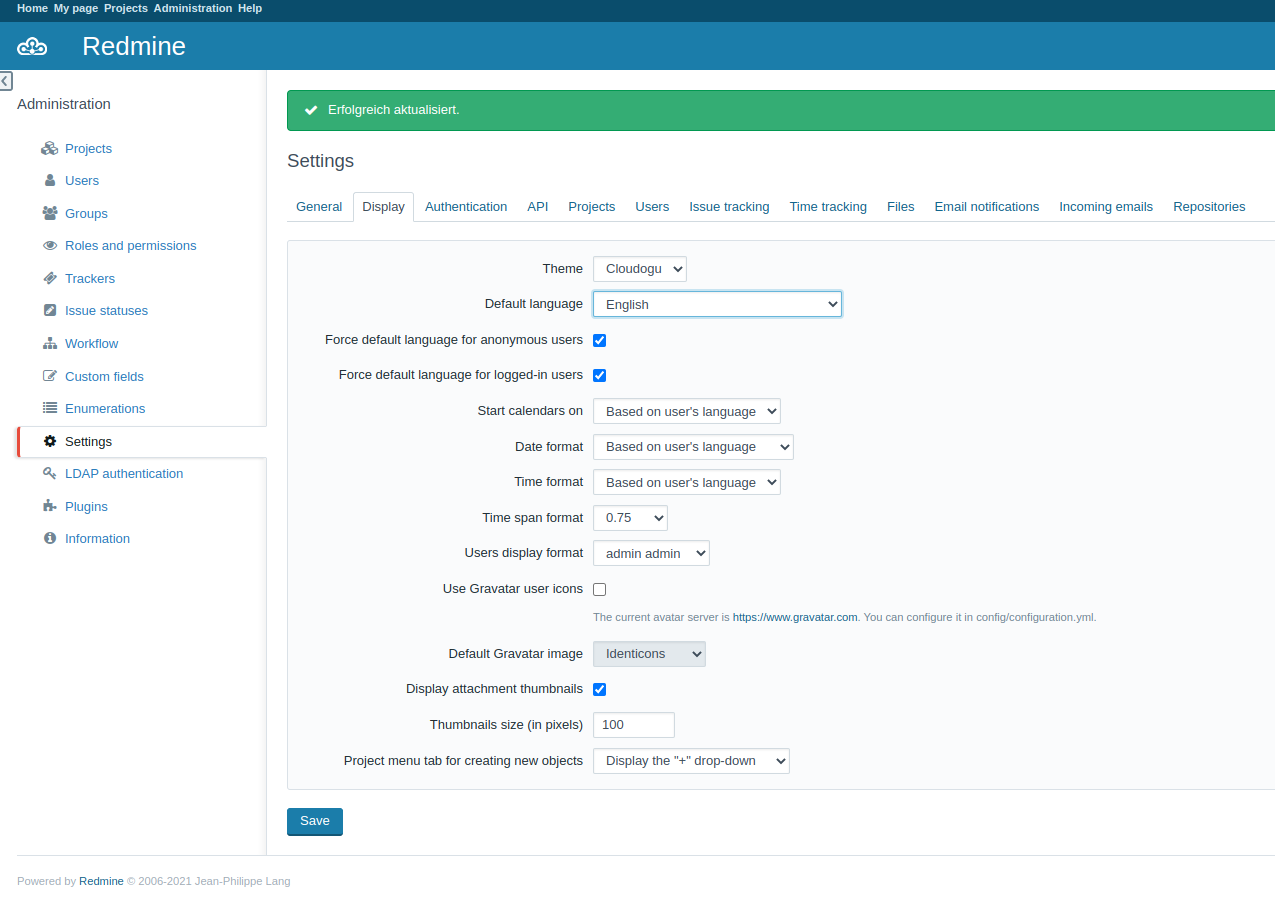 Home My page Projects Administration Help
Redmine
Administration
Projects
Users
Groups
Roles and permissions
Trackers
Issue statuses
Workflow
Custom fields
Enumerations
Settings
LDAP authentication
Plugins
Information
Erfolgreich aktualisiert.
Settings
General Display Authentication API Projects Users Issue tracking Time tracking Files Email notifications Incoming emails Repositories
Theme Cloudogu
Default language English
Force default language for anonymous users
Force default language for logged-in users
Start calendars on Based on user's language
Date format Based on user's language
Time format Based on user's language
Time span format 0.75
Users display format admin admin
Use Gravatar user icons
The current avatar server is https://www.gravatar.com. You can configure it in config/configuration.yml.
Default Gravatar image Identicons
Display attachment thumbnails
Thumbnails size (in pixels) 100
Project menu tab for creating new objects Display the "+" drop-down
Save
Powered by Redmine © 2006-2021 Jean-Philippe Lang